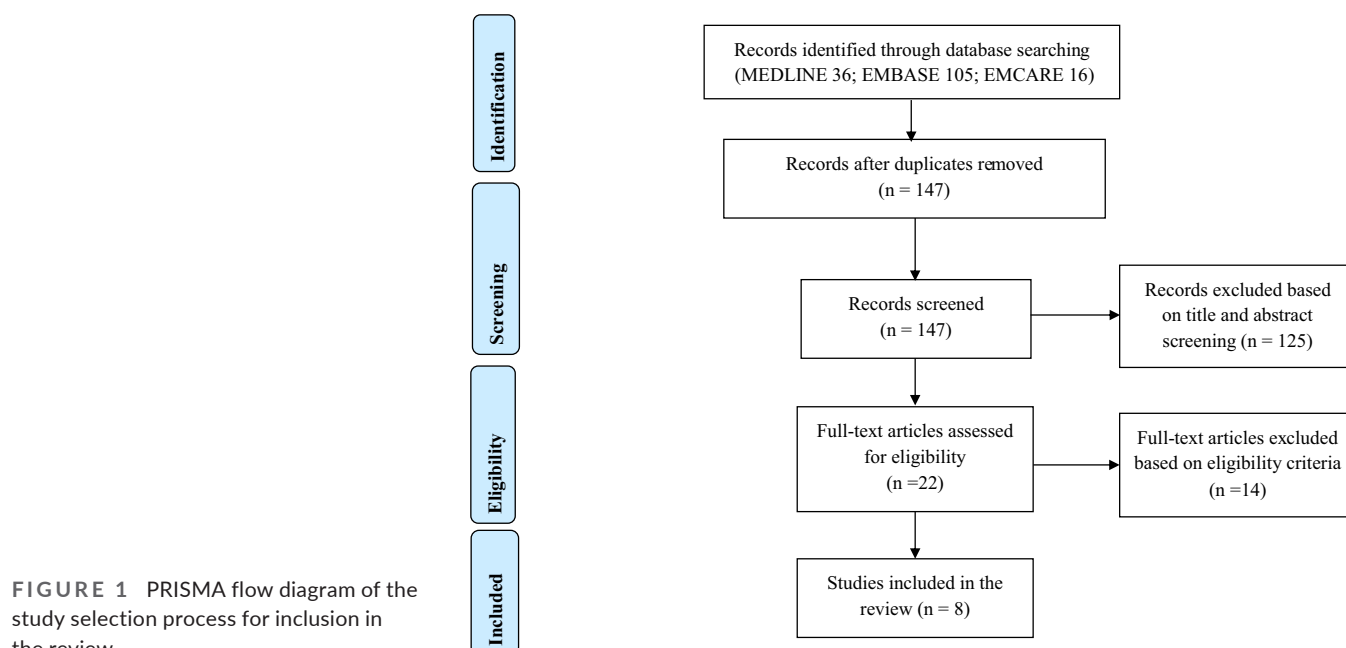 Identification
Records identified through database searching
(MEDLINE 36; EMBASE 105; EMCARE 16)
Records after duplicates removed
(n = 147)
Screening
Records screened
(n = 147)
Records excluded based
on title and abstract
screening (n = 125)
Eligibility
Full-text articles assessed
for eligibility
(n =22)
Full-text articles excluded
based on eligibility criteria
(n =14)
Included
Studies included in the
review (n = 8)
FIGURE 1 PRISMA flow diagram of the
study selection process for inclusion in
the review